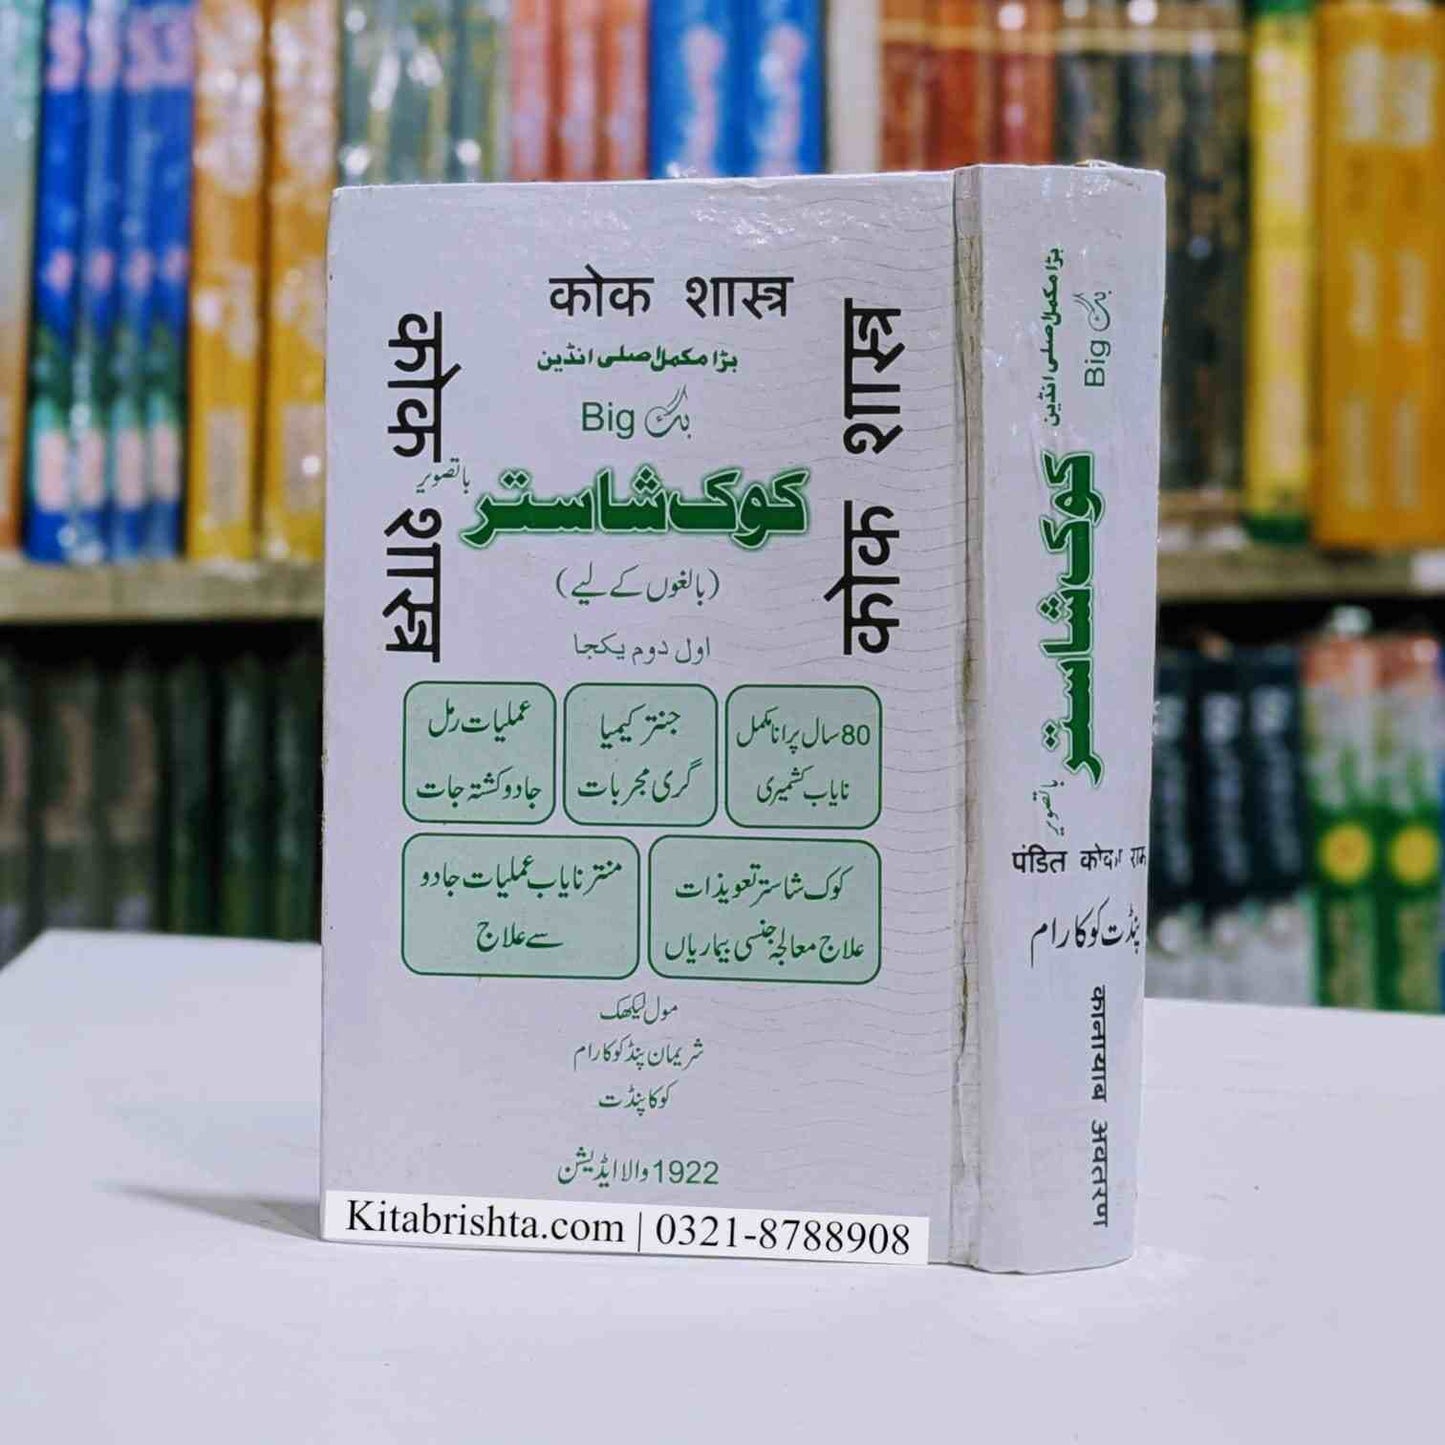 कोक शास्त्र
بڑا مکمل اصلی انڈین
Big بگ
कोक शास्त्र
कोक शास्त्र
کوک شاستر باتصویر
(بالغوں کے لیے)
اول دوم یکجا
80 سال پرانا مکمل
نایاب کشمیری
جنتر کیمیا
گری مجربات
عملیات رمل
جادو کشتہ جات
کوک شاستر تعویذات
علاج معالجہ جنسی بیماریاں
منتر نایاب عملیات جادو
سے علاج
مول لیکھک
شریمان پنڈ کوکا رام
کوکا پنڈت
1922 والا ایڈیشن
Kitabrishta.com | 0321-8788908
بڑا مکمل اصلی انڈین
Big بگ
کوک شاستر باتصویر
पंडित
پنڈت کوکا رام
कानायाब अवतरण